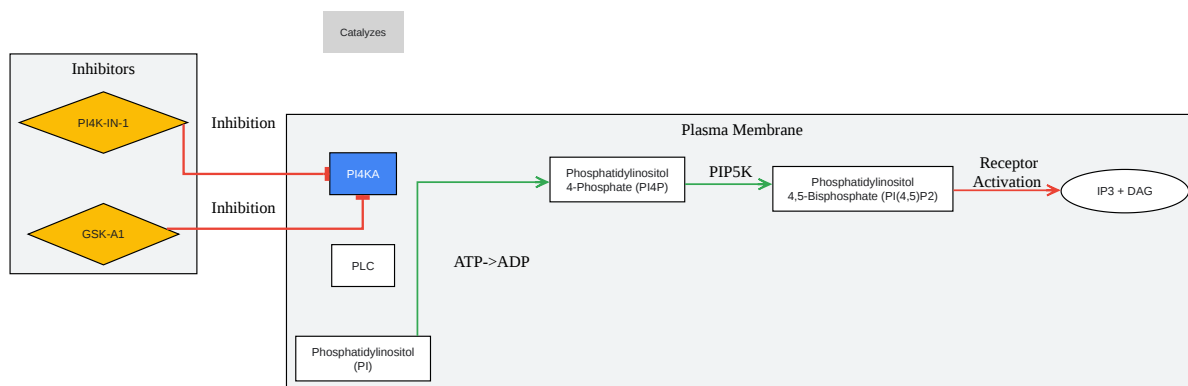 Catalyzes
Inhibitors
PI4K-IN-1
Inhibition
Plasma Membrane
PI4KA
Phosphatidylinositol
4-Phosphate (PI4P)
PIP5K
Phosphatidylinositol
4,5-Bisphosphate (PI(4,5)P2)
Receptor
Activation
IP3 + DAG
Inhibition
GSK-A1
PLC
ATP->ADP
Phosphatidylinositol
(PI)